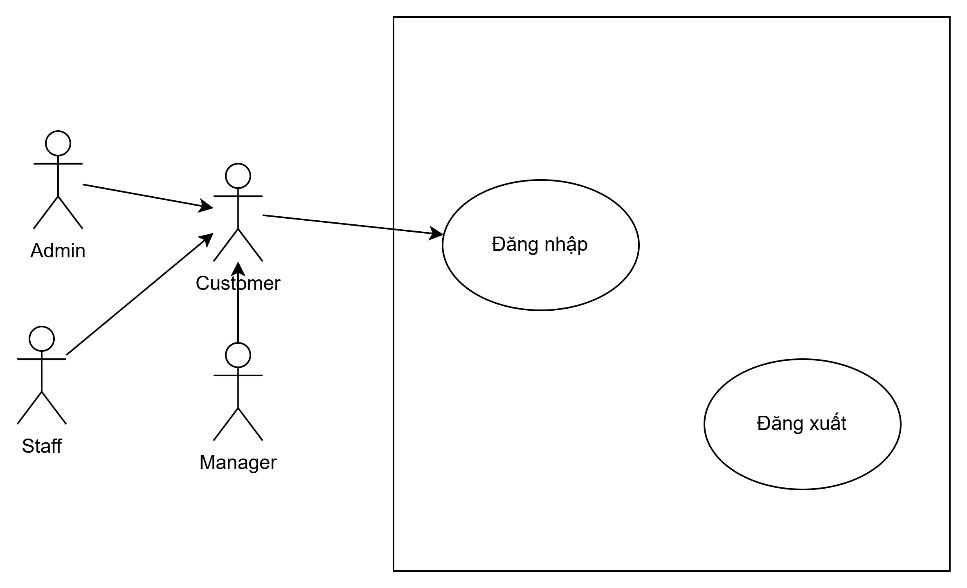 Admin
Customer
Staff
Manager
Đăng nhập
Đăng xuất